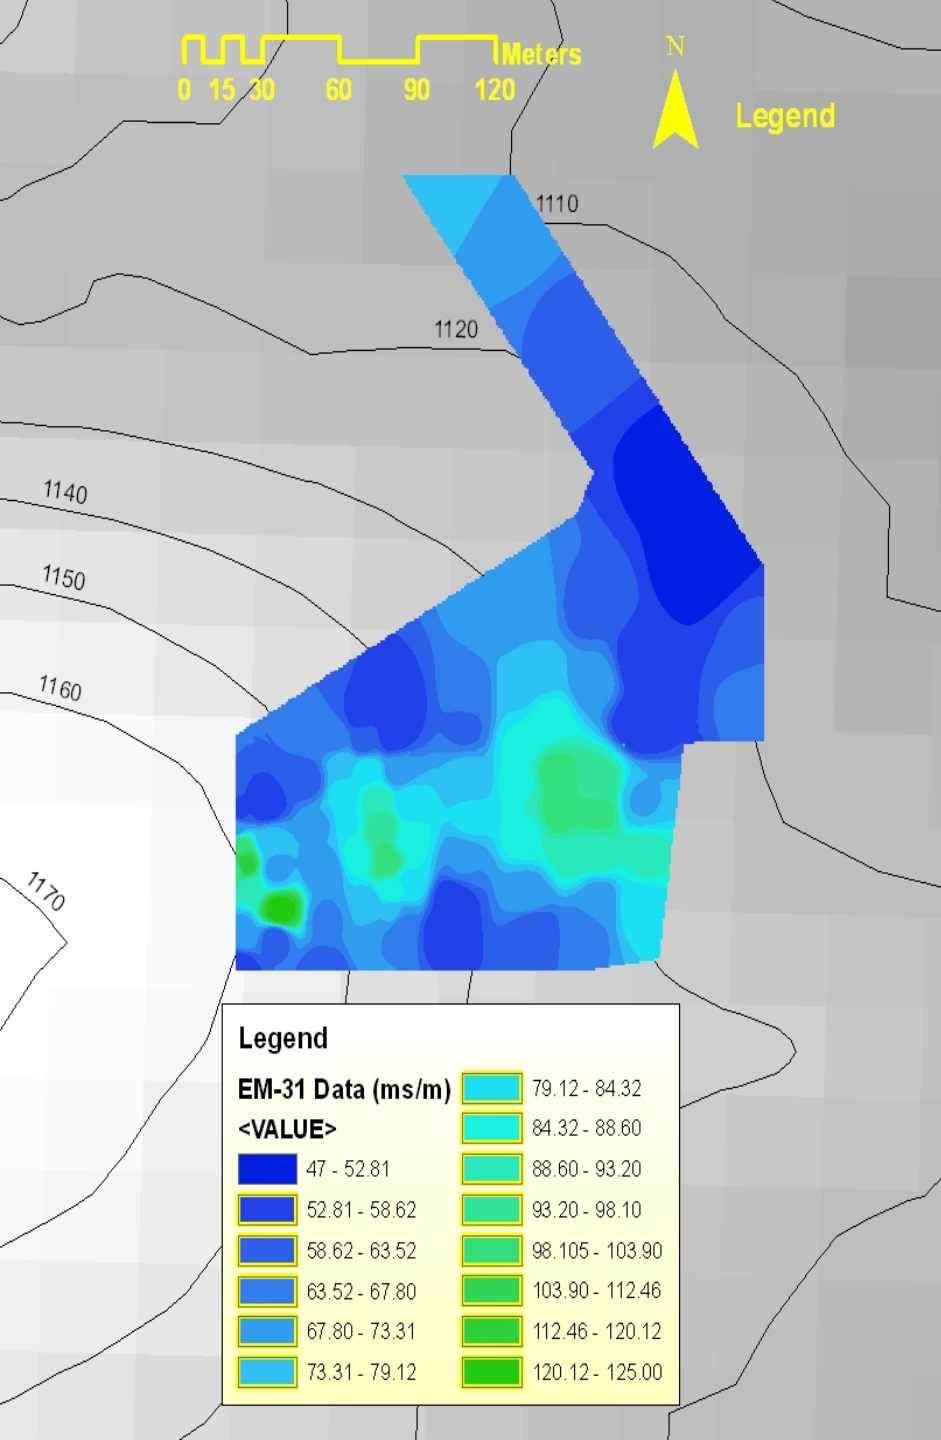 Meters
0 15 30 60 90 120
N
Legend
1110
1120
1140
1150
1160
1170
Legend
EM-31 Data (ms/m)
<VALUE>
47 - 52.81
52.81 - 58.62
58.62 - 63.52
63.52 - 67.80
67.80 - 73.31
73.31 - 79.12
79.12 - 84.32
84.32 - 88.60
88.60 - 93.20
93.20 - 98.10
98.105 - 103.90
103.90 - 112.46
112.46 - 120.12
120.12 - 125.00